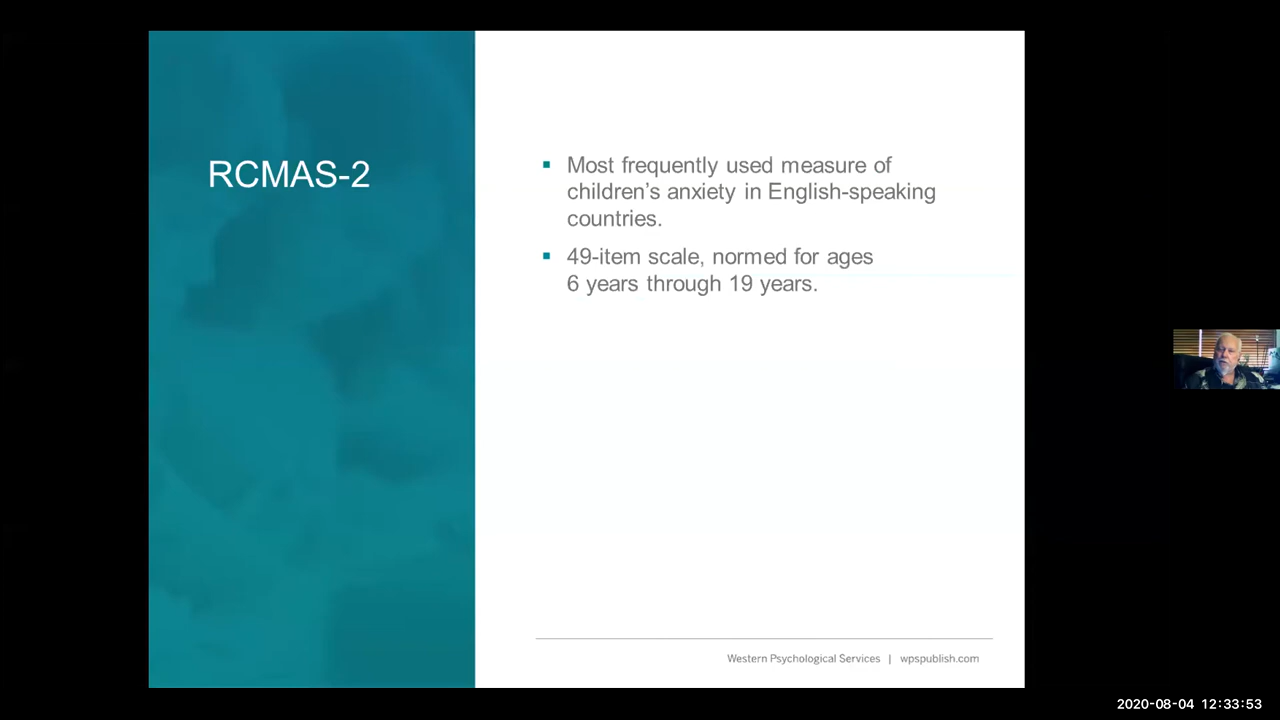 RCMAS-2
▪ Most frequently used measure of
children's anxiety in English-speaking
countries.
▪ 49-item scale, normed for ages
6 years through 19 years.
Western Psychological Services | wpspublish.com
2020-08-04 12:33:53